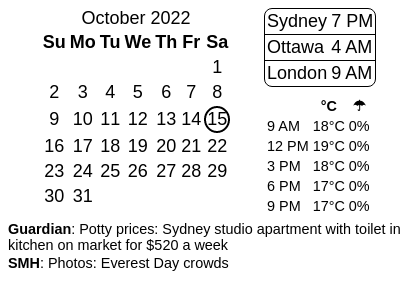 October 2022
Su Mo Tu We Th Fr Sa
1
2 3 4 5 6 7 8
9 10 11 12 13 14 15
16 17 18 19 20 21 22
23 24 25 26 27 28 29
30 31
Sydney 7 PM
Ottawa 4 AM
London 9 AM
°C ☂
9 AM 18°C 0%
12 PM 19°C 0%
3 PM 18°C 0%
6 PM 17°C 0%
9 PM 17°C 0%
Guardian: Potty prices: Sydney studio apartment with toilet in
kitchen on market for $520 a week
SMH: Photos: Everest Day crowds